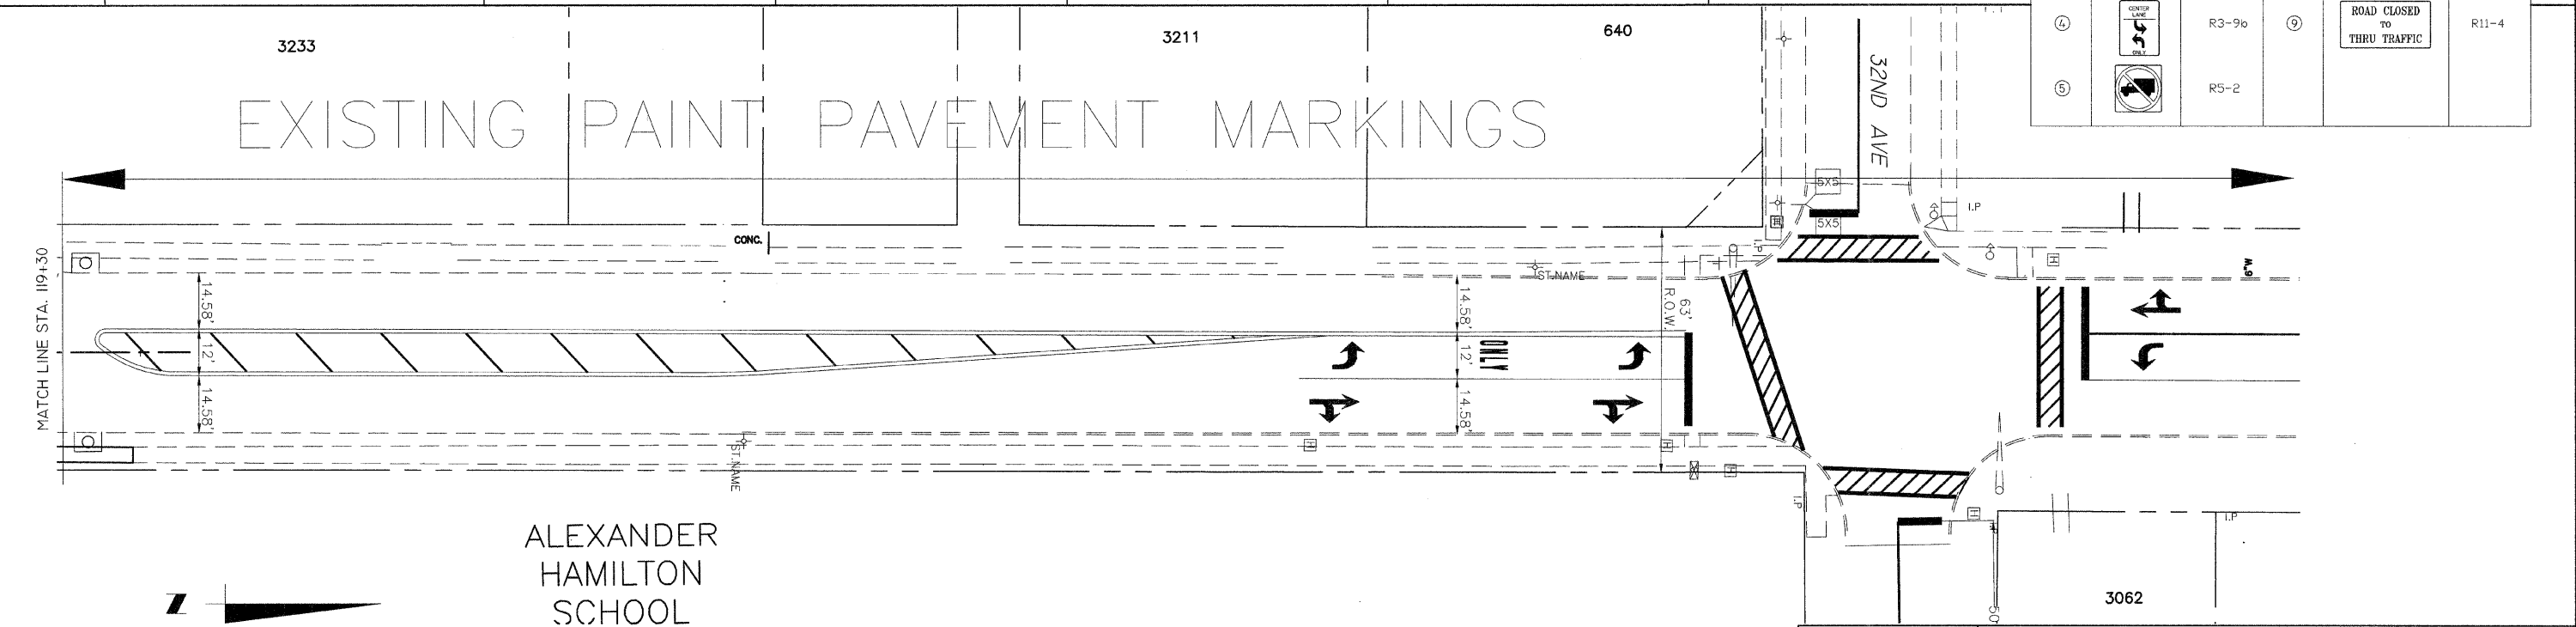 3233
3211
640
32ND AVE
④
CENTER
LANE
ONLY
R3-9b
⑨
ROAD CLOSED
TO
THRU TRAFFIC
R11-4
⑤
R5-2
EXISTING PAINT PAVEMENT MARKINGS
5X5
5X5
I.P
CONC.
H
H
6"W
ST.NAME
MATCH LINE STA. 119+30
14.58'
12'
14.58'
14.58'
12'
14.58'
ONLY
63'
R.O.W.
ST.NAME
H
H
H
H
I.P
I.P
50'
ALEXANDER
HAMILTON
SCHOOL
Z
3062